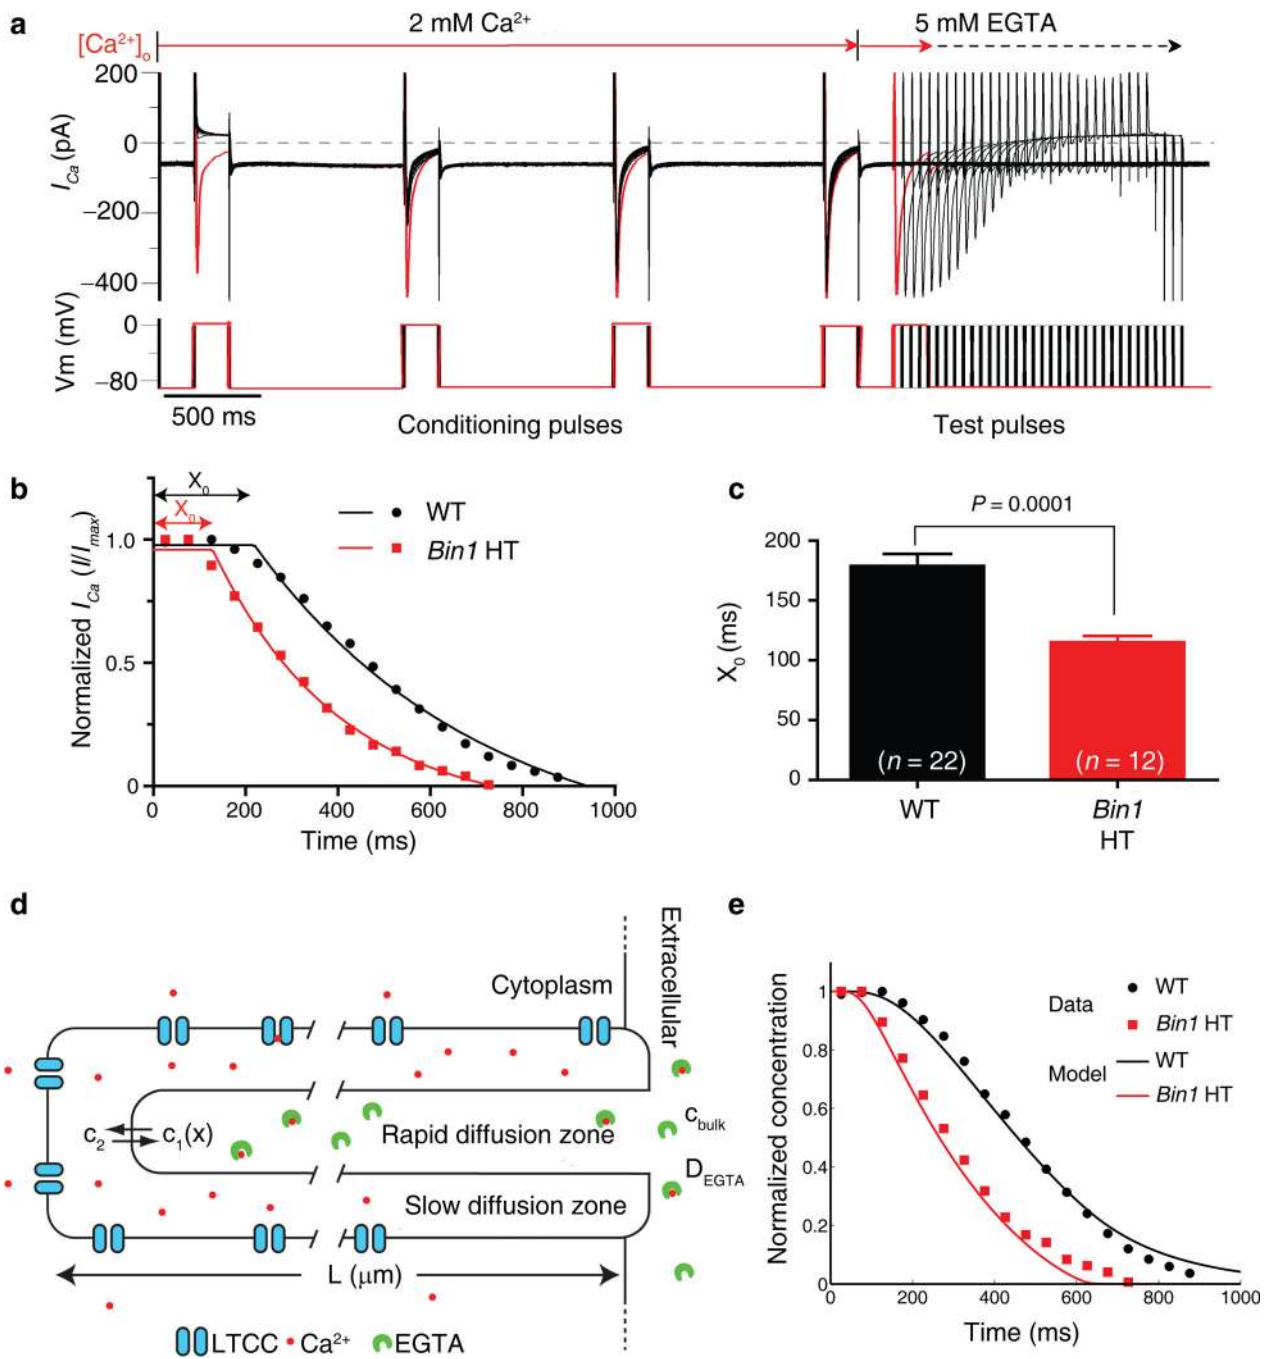 a
2 mM Ca²⁺
5 mM EGTA
[Ca²⁺]ₒ
I_Ca (pA)
200
0
−200
−400
Vm (mV)
0
−80
500 ms
Conditioning pulses
Test pulses
b
X₀
X₀
WT
Bin1 HT
Normalized I_Ca (I/I_max)
1.0
0.5
0
0 200 400 600 800 1000
Time (ms)
c
P = 0.0001
X₀ (ms)
200
150
100
50
0
(n = 22)
(n = 12)
WT
Bin1
HT
d
Extracellular
Cytoplasm
c₂
c₁(x)
Rapid diffusion zone
c_bulk
D_EGTA
Slow diffusion zone
L (μm)
LTCC
Ca²⁺
EGTA
e
Normalized concentration
Data
WT
Bin1 HT
Model
WT
Bin1 HT
1
0.8
0.6
0.4
0.2
0
0 200 400 600 800 1000
Time (ms)